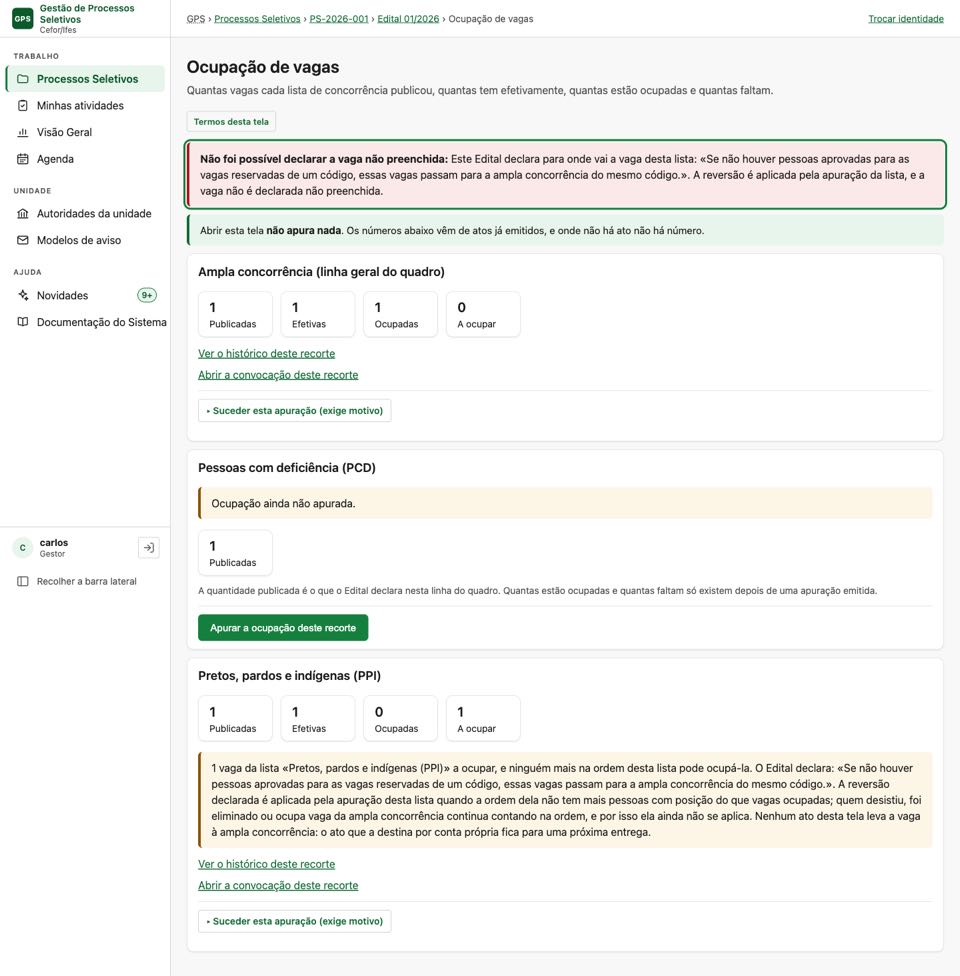 GPS
Gestão de Processos
Seletivos
Cefor/Ifes
GPS › Processos Seletivos › PS-2026-001 › Edital 01/2026 › Ocupação de vagas
Trocar identidade
TRABALHO
Processos Seletivos
Minhas atividades
Visão Geral
Agenda
UNIDADE
Autoridades da unidade
Modelos de aviso
AJUDA
Novidades
9+
Documentação do Sistema
C
carlos
Gestor
Recolher a barra lateral
Ocupação de vagas
Quantas vagas cada lista de concorrência publicou, quantas tem efetivamente, quantas estão ocupadas e quantas faltam.
Termos desta tela
Não foi possível declarar a vaga não preenchida: Este Edital declara para onde vai a vaga desta lista: «Se não houver pessoas aprovadas para as
vagas reservadas de um código, essas vagas passam para a ampla concorrência do mesmo código.». A reversão é aplicada pela apuração da lista, e a
vaga não é declarada não preenchida.
Abrir esta tela não apura nada. Os números abaixo vêm de atos já emitidos, e onde não há ato não há número.
Ampla concorrência (linha geral do quadro)
1
Publicadas
1
Efetivas
1
Ocupadas
0
A ocupar
Ver o histórico deste recorte
Abrir a convocação deste recorte
▸ Suceder esta apuração (exige motivo)
Pessoas com deficiência (PCD)
Ocupação ainda não apurada.
1
Publicadas
A quantidade publicada é o que o Edital declara nesta linha do quadro. Quantas estão ocupadas e quantas faltam só existem depois de uma apuração emitida.
Apurar a ocupação deste recorte
Pretos, pardos e indígenas (PPI)
1
Publicadas
1
Efetivas
0
Ocupadas
1
A ocupar
1 vaga da lista «Pretos, pardos e indígenas (PPI)» a ocupar, e ninguém mais na ordem desta lista pode ocupá-la. O Edital declara: «Se não houver
pessoas aprovadas para as vagas reservadas de um código, essas vagas passam para a ampla concorrência do mesmo código.». A reversão
declarada é aplicada pela apuração desta lista quando a ordem dela não tem mais pessoas com posição do que vagas ocupadas; quem desistiu, foi
eliminado ou ocupa vaga da ampla concorrência continua contando na ordem, e por isso ela ainda não se aplica. Nenhum ato desta tela leva a vaga
à ampla concorrência: o ato que a destina por conta própria fica para uma próxima entrega.
Ver o histórico deste recorte
Abrir a convocação deste recorte
▸ Suceder esta apuração (exige motivo)